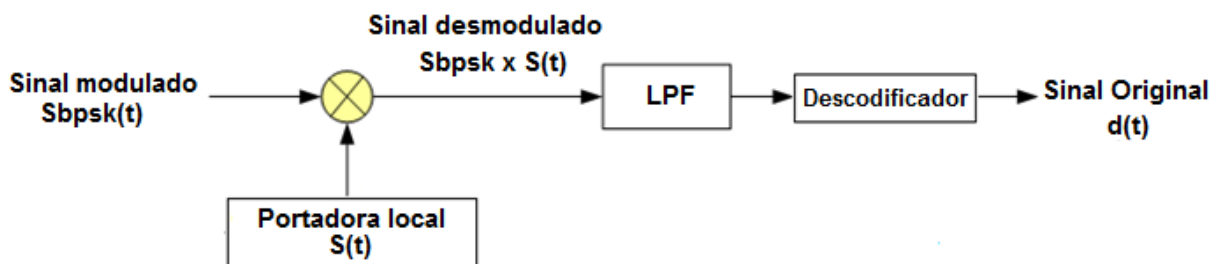 Sinal modulado
Sbpsk(t)
Sinal desmodulado
Sbpsk x S(t)
LPF
Descodificador
Sinal Original
d(t)
Portadora local
S(t)